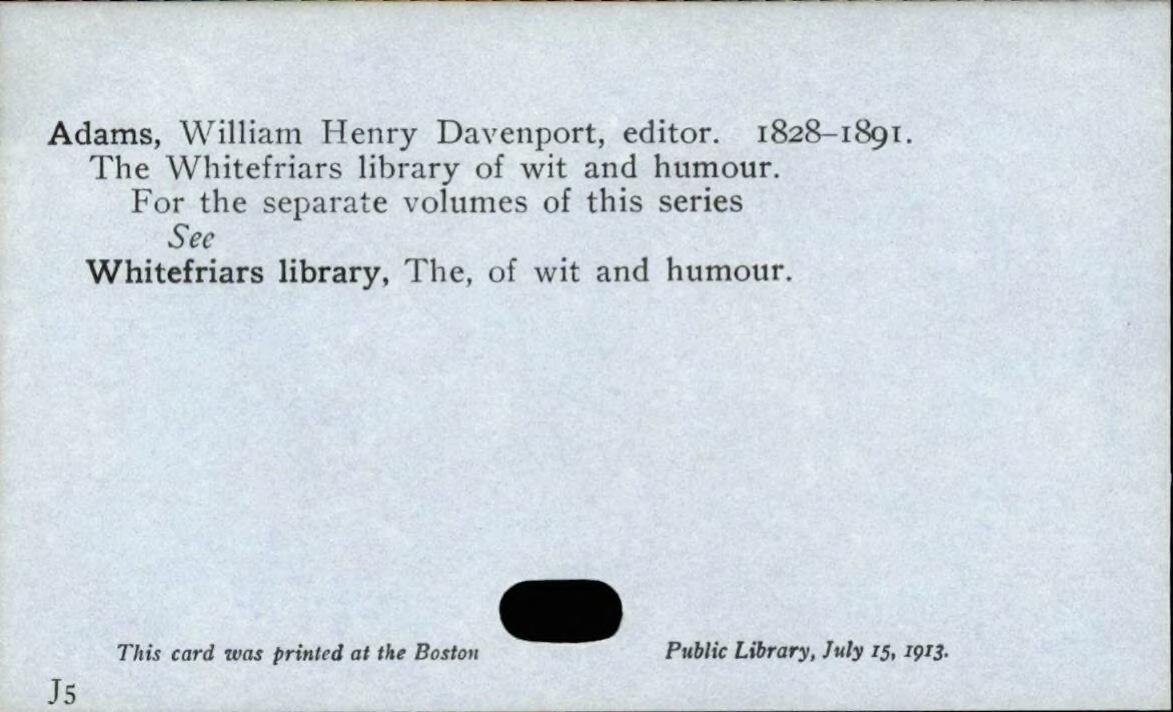 Adams, William Henry Davenport, editor. 1828–1891.
The Whitefriars library of wit and humour.
For the separate volumes of this series
See
Whitefriars library, The, of wit and humour.
This card was printed at the Boston Public Library, July 15, 1913.
J5